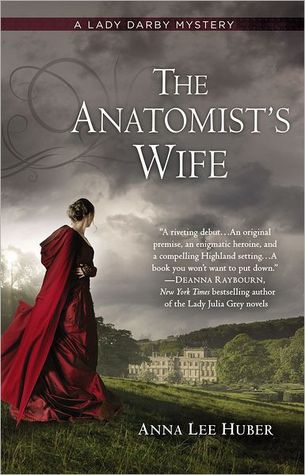 A LADY DARBY MYSTERY
THE
ANATOMIST'S
WIFE
"A riveting debut...An original
premise, an enigmatic heroine, and
a compelling Highland setting...A
book you won't want to put down."
—DEANNA RAYBOURN,
New York Times bestselling author
of the Lady Julia Grey novels
ANNA LEE HUBER